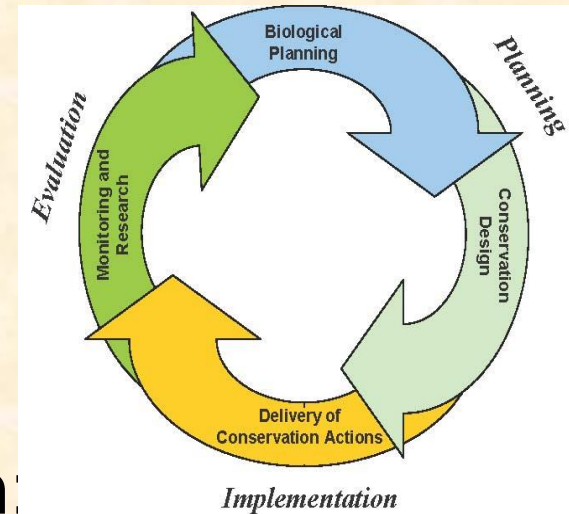 Biological
Planning
Planning
Conservation
Design
Delivery of
Conservation Actions
Implementation
Monitoring and
Research
Evaluation